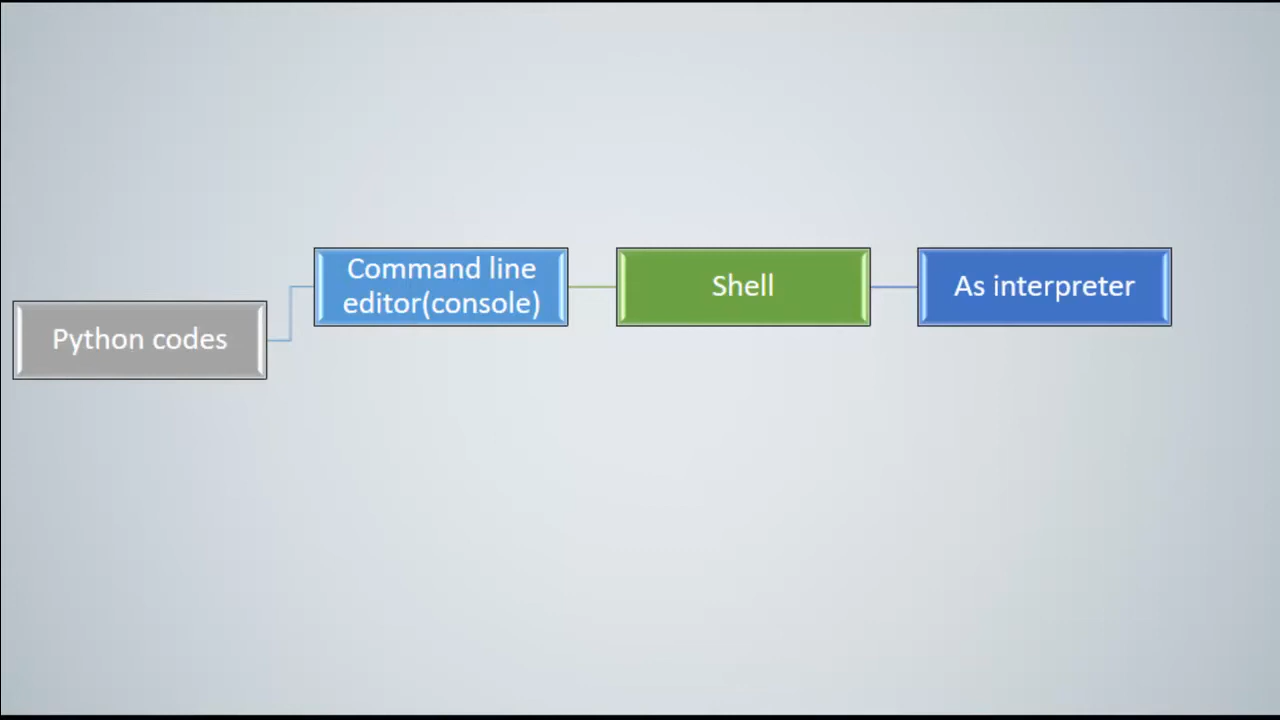 Python codes
Command line
editor(console)
Shell
As interpreter